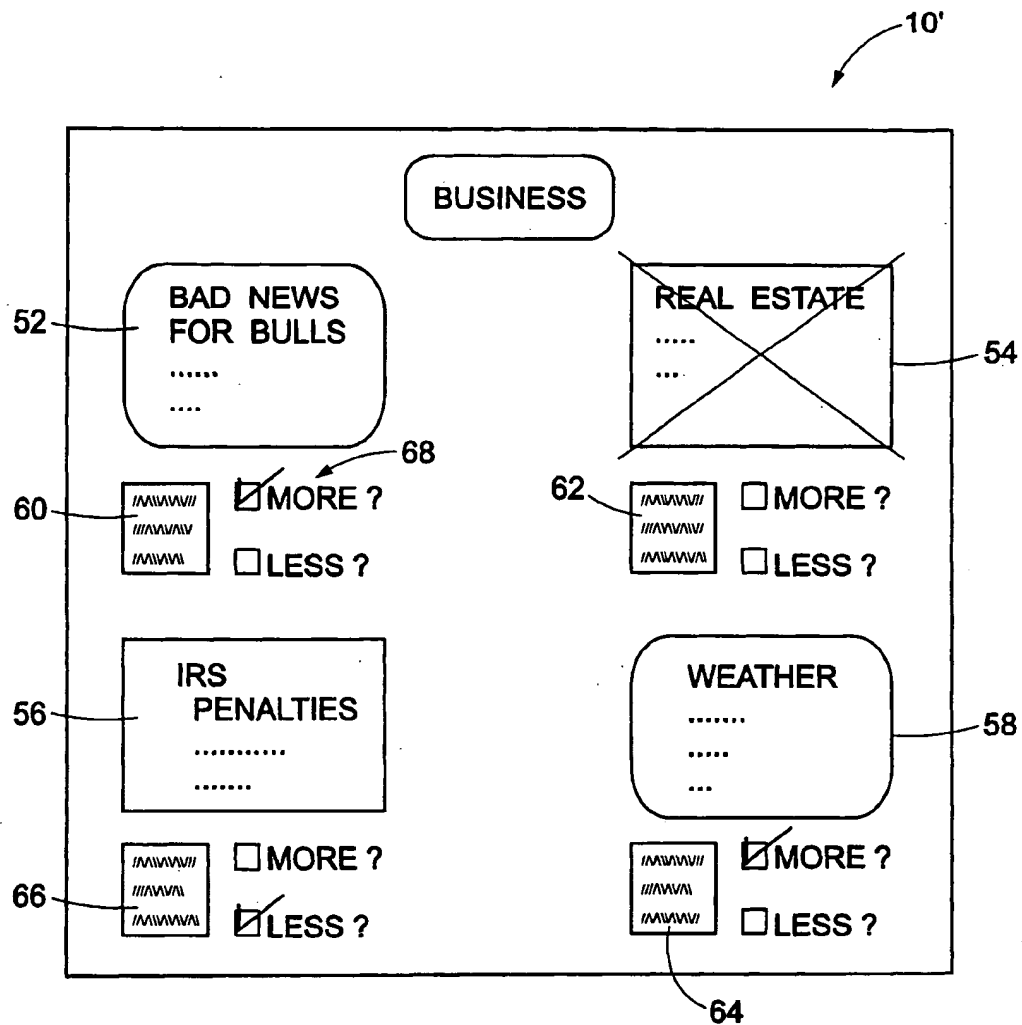 10'
BUSINESS
BAD NEWS
FOR BULLS
......
....
52
REAL ESTATE
.....
...
54
68
60
MORE ?
LESS ?
62
MORE ?
LESS ?
IRS
PENALTIES
...........
.......
56
WEATHER
.......
.....
...
58
66
MORE ?
LESS ?
MORE ?
LESS ?
64